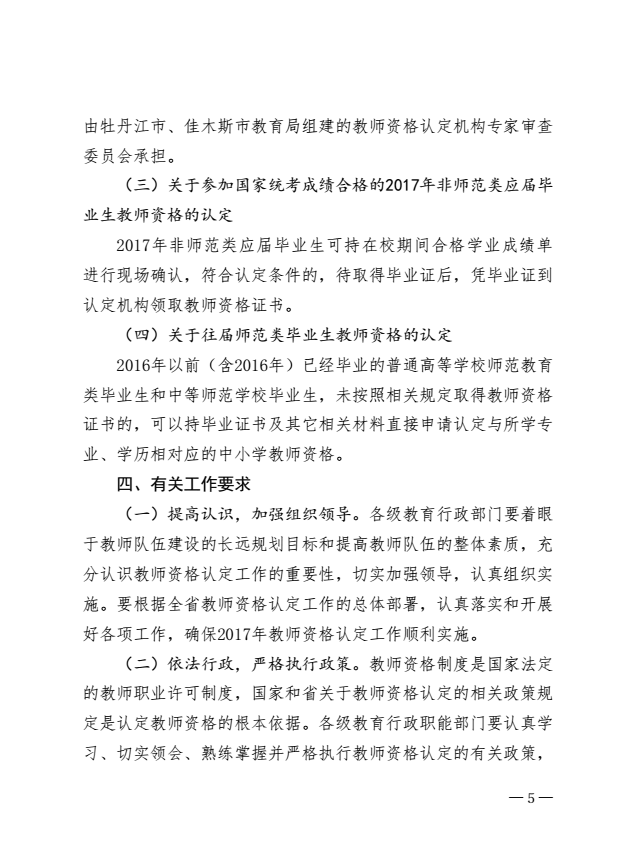 由牡丹江市、佳木斯市教育局组建的教师资格认定机构专家审查
委员会承担。
（三）关于参加国家统考成绩合格的2017年非师范类应届毕
业生教师资格的认定
2017年非师范类应届毕业生可持在校期间合格学业成绩单
进行现场确认，符合认定条件的，待取得毕业证后，凭毕业证到
认定机构领取教师资格证书。
（四）关于往届师范类毕业生教师资格的认定
2016年以前（含2016年）已经毕业的普通高等学校师范教育
类毕业生和中等师范学校毕业生，未按照相关规定取得教师资格
证书的，可以持毕业证书及其它相关材料直接申请认定与所学专
业、学历相对应的中小学教师资格。
四、有关工作要求
（一）提高认识，加强组织领导。各级教育行政部门要着眼
于教师队伍建设的长远规划目标和提高教师队伍的整体素质，充
分认识教师资格认定工作的重要性，切实加强领导，认真组织实
施。要根据全省教师资格认定工作的总体部署，认真落实和开展
好各项工作，确保2017年教师资格认定工作顺利实施。
（二）依法行政，严格执行政策。教师资格制度是国家法定
的教师职业许可制度，国家和省关于教师资格认定的相关政策规
定是认定教师资格的根本依据。各级教育行政职能部门要认真学
习、切实领会、熟练掌握并严格执行教师资格认定的有关政策，
— 5 —